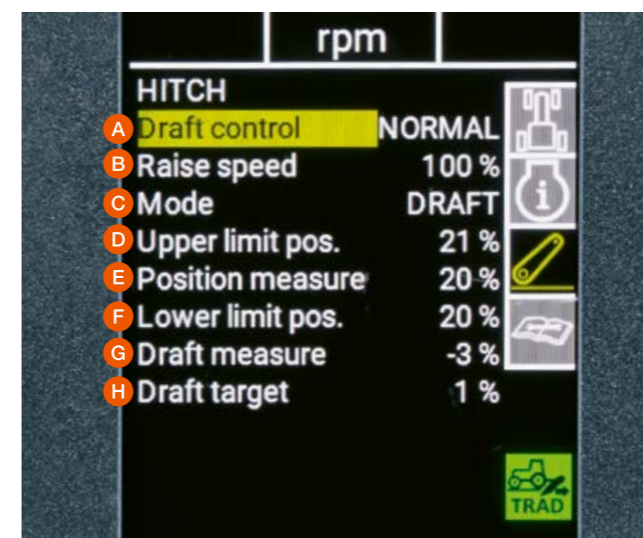 rpm
HITCH
A Draft control NORMAL
B Raise speed 100 %
C Mode DRAFT
D Upper limit pos. 21 %
E Position measure 20 %
F Lower limit pos. 20 %
G Draft measure -3 %
H Draft target 1 %
i
TRAD